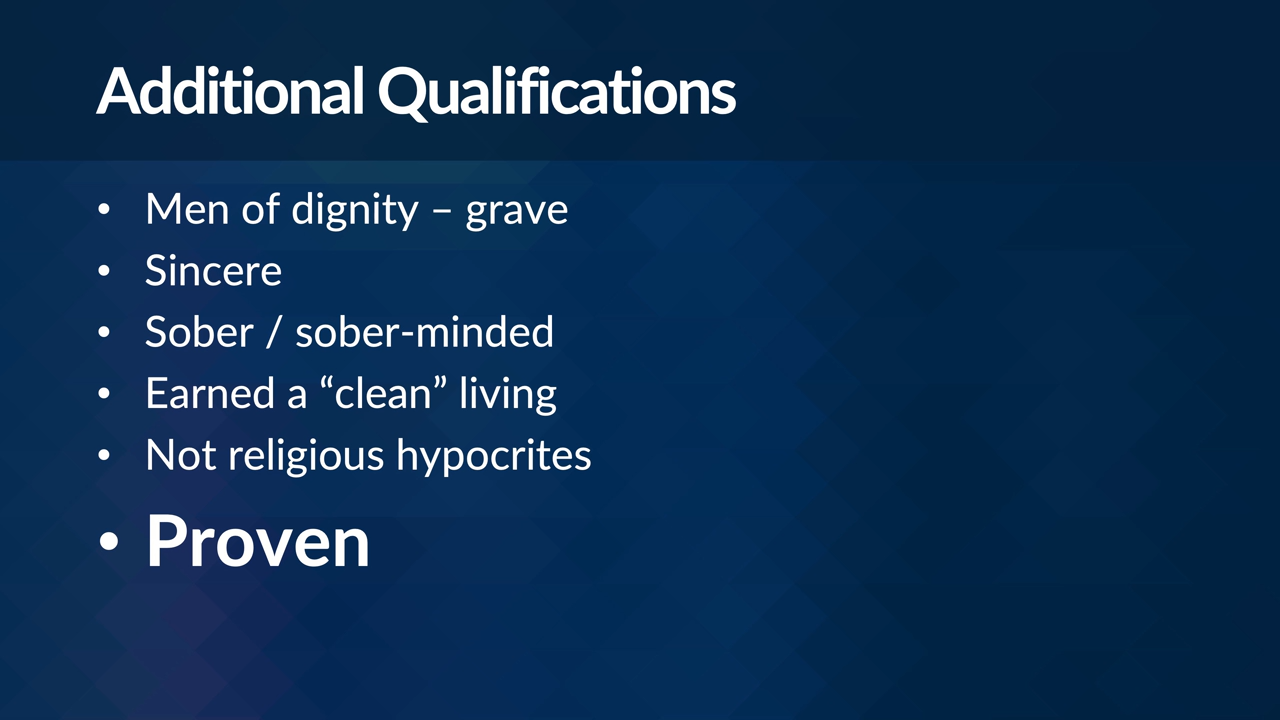 Additional Qualifications
• Men of dignity – grave
• Sincere
• Sober / sober-minded
• Earned a “clean” living
• Not religious hypocrites
• Proven